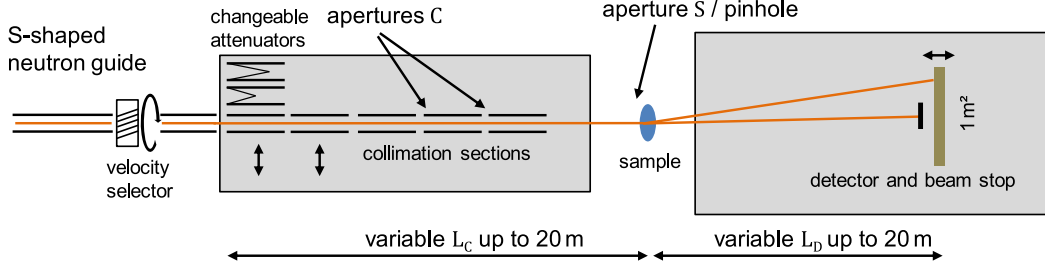 S-shaped
neutron guide
changeable
attenuators
apertures C
aperture S / pinhole
velocity
selector
collimation sections
sample
1 m²
detector and beam stop
variable L_C up to 20 m
variable L_D up to 20 m